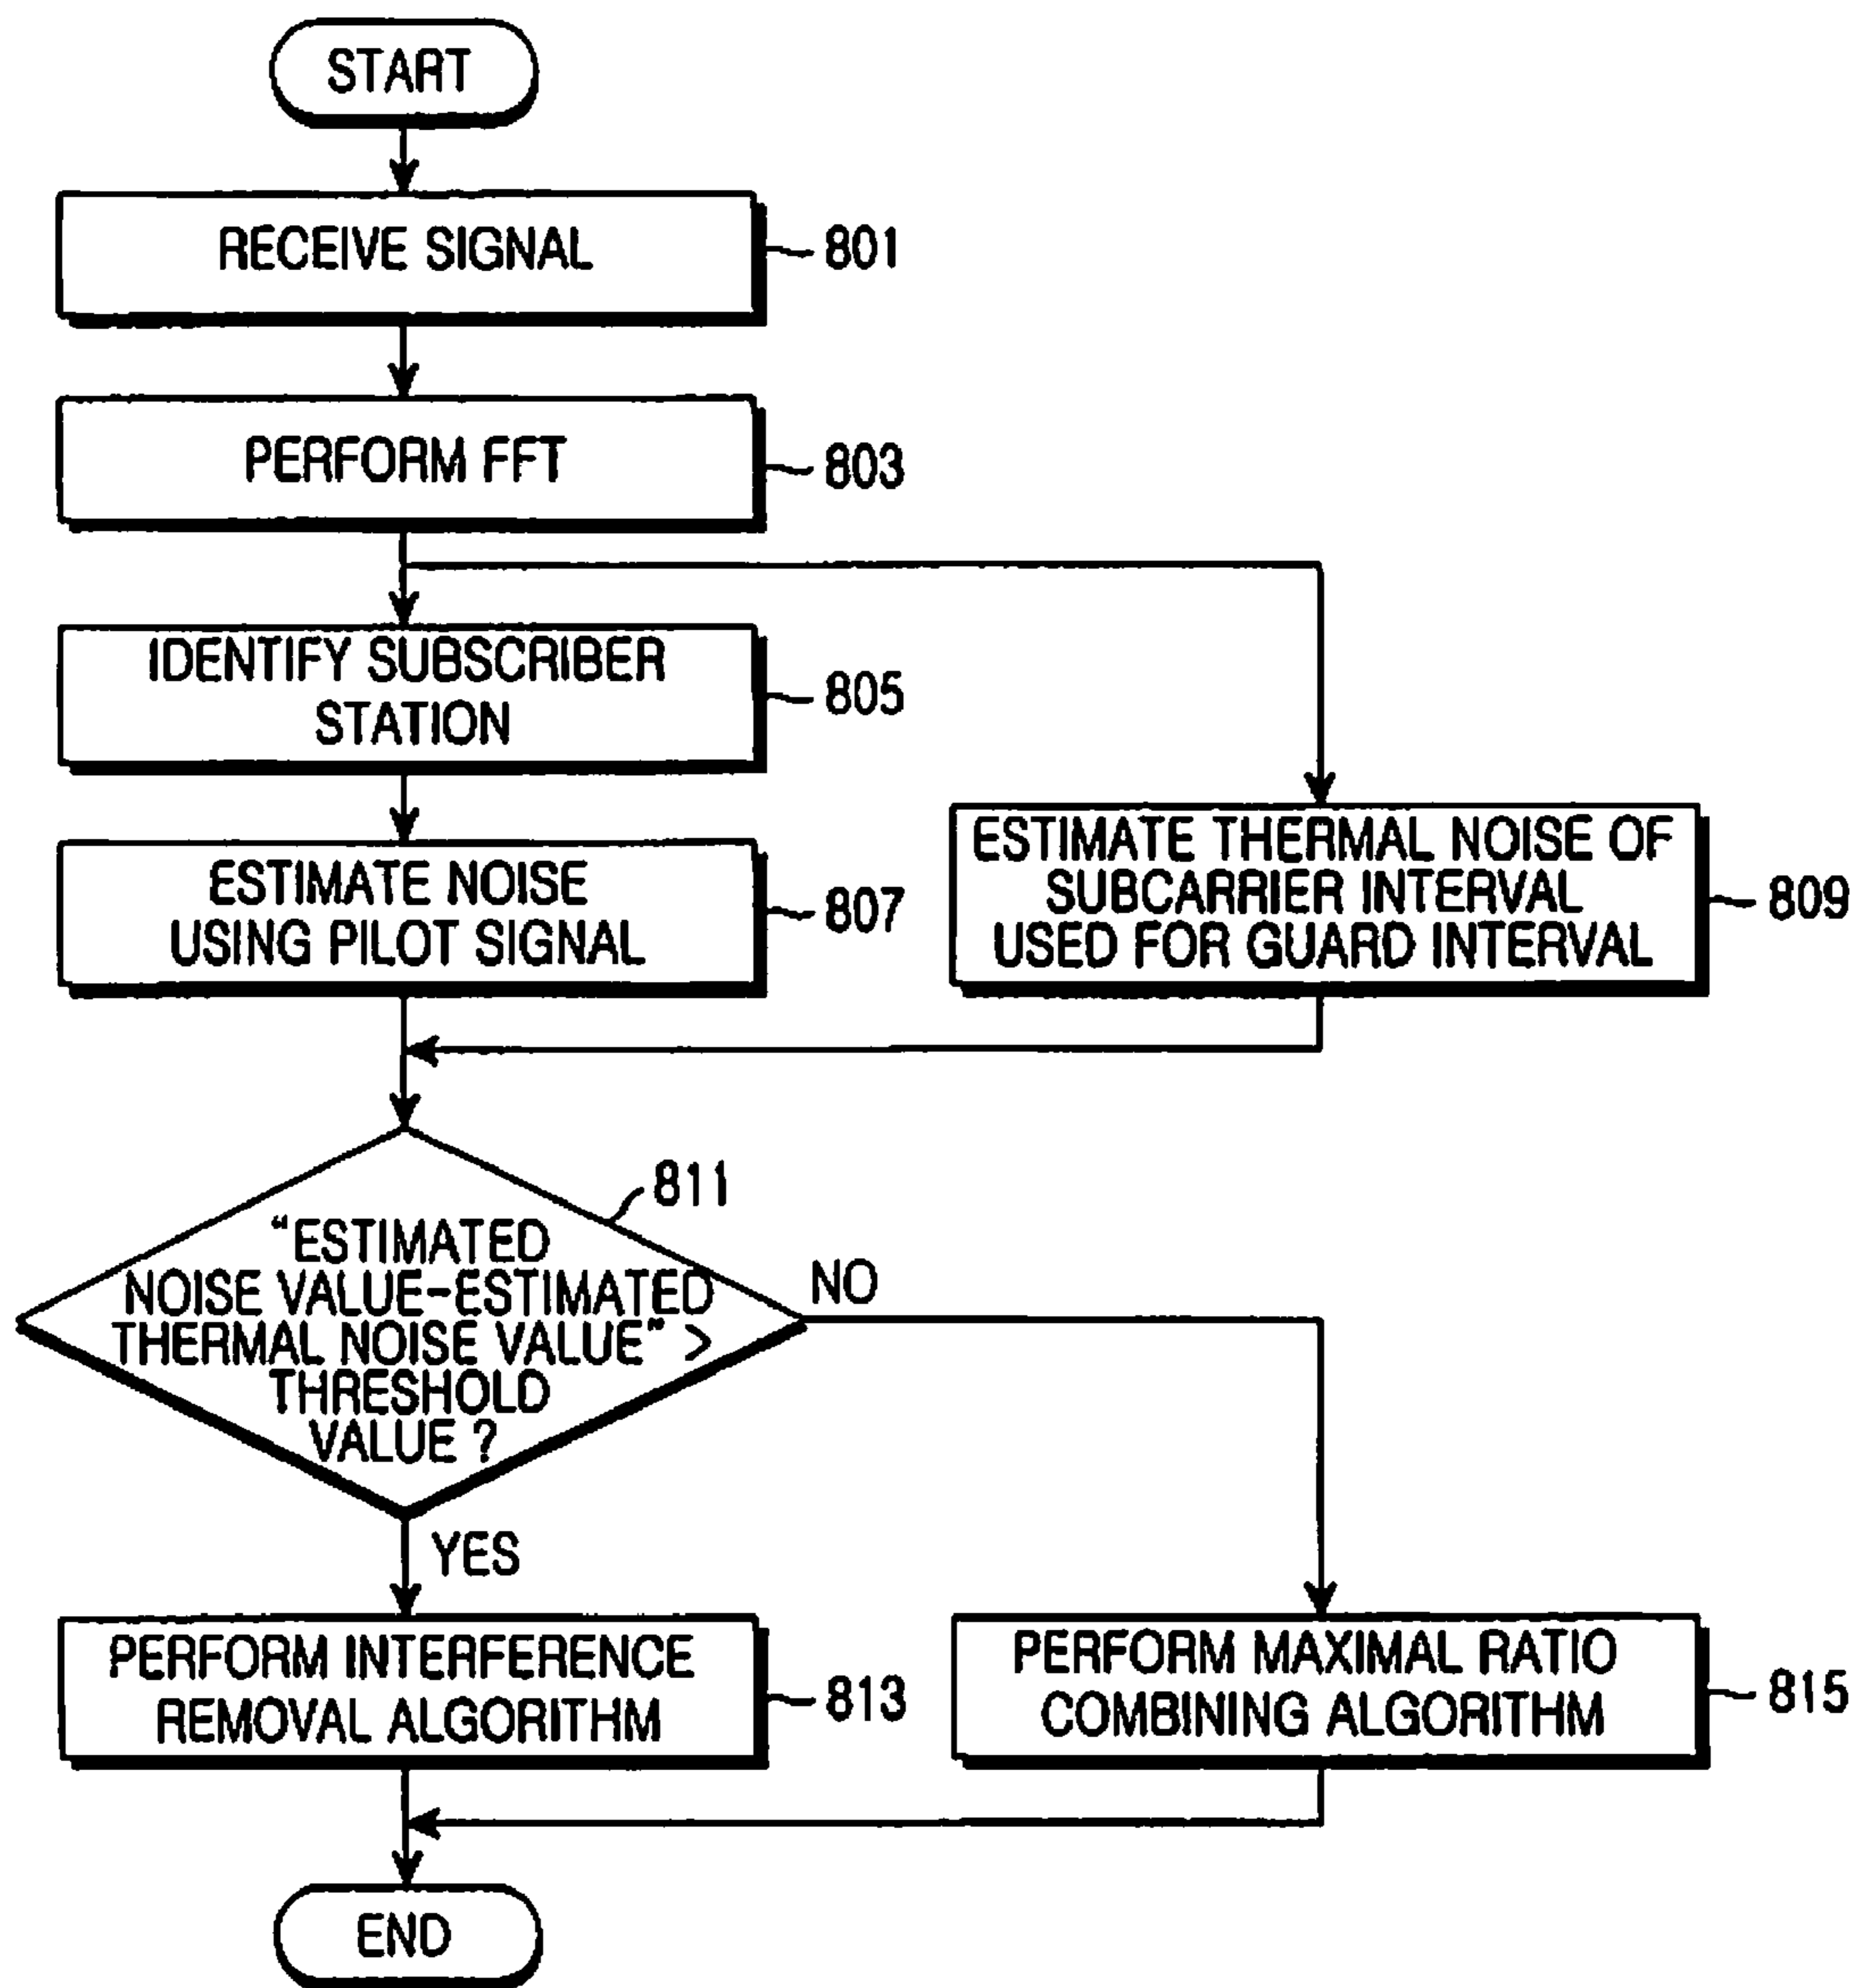 START
RECEIVE SIGNAL
801
PERFORM FFT
803
IDENTIFY SUBSCRIBER
STATION
805
ESTIMATE NOISE
USING PILOT SIGNAL
807
ESTIMATE THERMAL NOISE OF
SUBCARRIER INTERVAL
USED FOR GUARD INTERVAL
809
811
"ESTIMATED
NOISE VALUE-ESTIMATED
THERMAL NOISE VALUE" >
THRESHOLD
VALUE ?
NO
YES
PERFORM INTERFERENCE
REMOVAL ALGORITHM
813
PERFORM MAXIMAL RATIO
COMBINING ALGORITHM
815
END